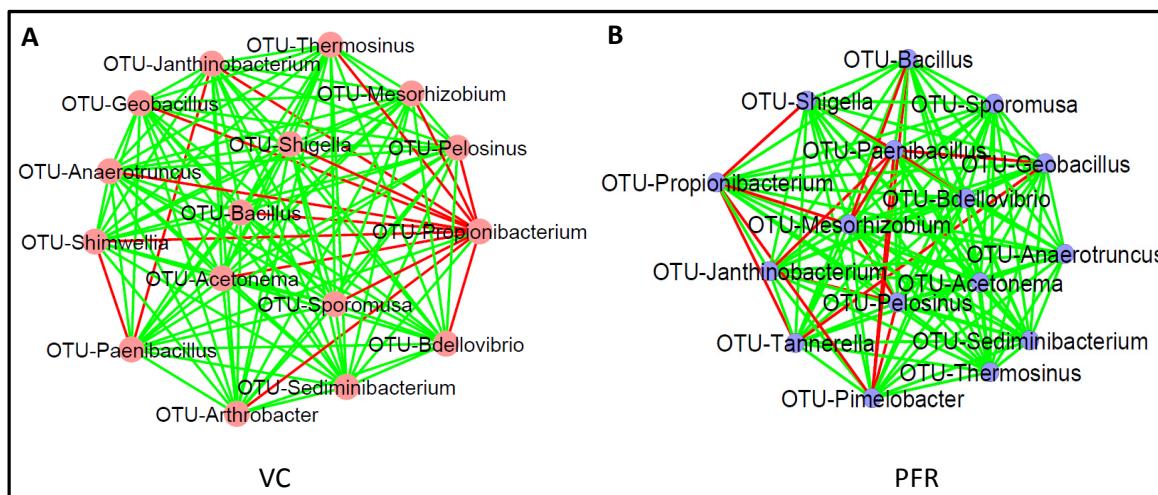 A
OTU-Thermosinus
OTU-Janthinobacterium
OTU-Mesorhizobium
OTU-Geobacillus
OTU-Shigella
OTU-Pelosinus
OTU-Anaerotruncus
OTU-Bacillus
OTU-Propionibacterium
OTU-Shimwellia
OTU-Acetonema
OTU-Sporomusa
OTU-Paenibacillus
OTU-Bdellovibrio
OTU-Sediminibacterium
OTU-Arthrobacter
VC
B
OTU-Bacillus
OTU-Shigella
OTU-Sporomusa
OTU-Paenibacillus
OTU-Geobacillus
OTU-Propionibacterium
OTU-Bdellovibrio
OTU-Mesorhizobium
OTU-Anaerotruncus
OTU-Janthinobacterium
OTU-Acetonema
OTU-Pelosinus
OTU-Tannerella
OTU-Sediminibacterium
OTU-Thermosinus
OTU-Pimelobacter
PFR